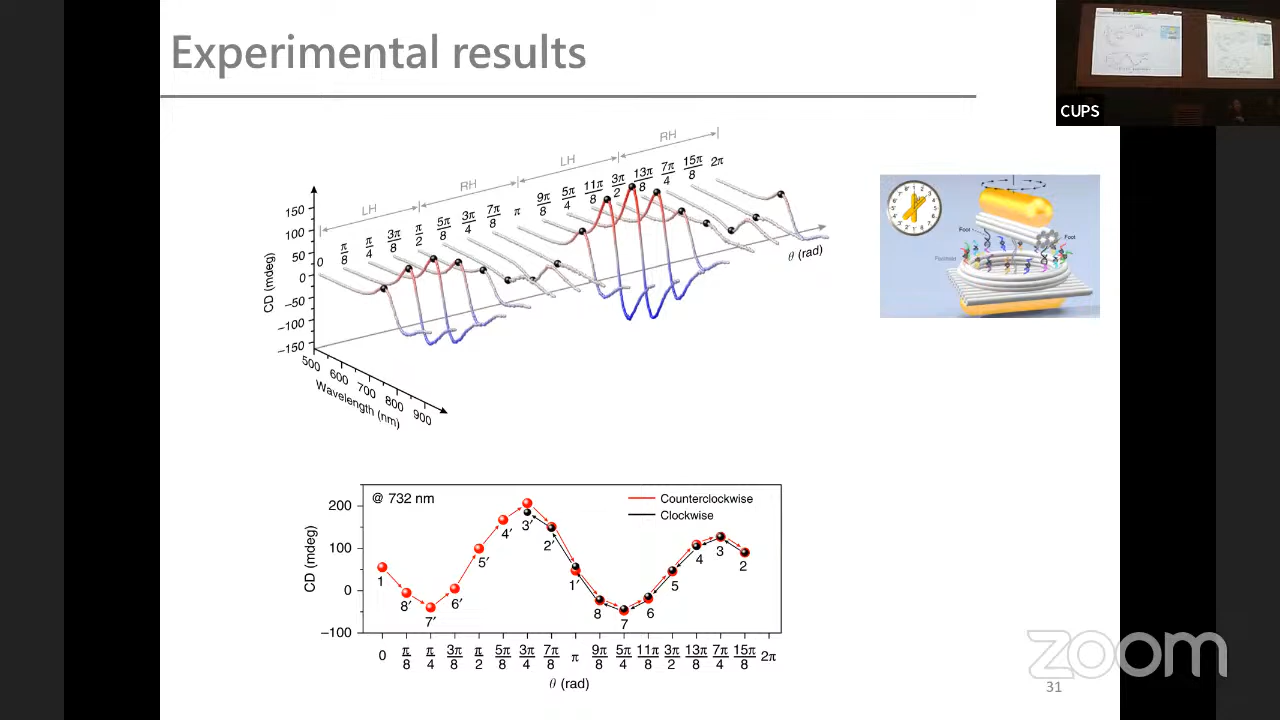 Experimental results
CUPS
LH
RH
LH
RH
0
π/8
π/4
3π/8
π/2
5π/8
3π/4
7π/8
π
9π/8
5π/4
11π/8
3π/2
13π/8
7π/4
15π/8
2π
150
100
50
0
−50
−100
−150
CD (mdeg)
500
600
700
800
900
Wavelength (nm)
θ (rad)
Foot
Foot
Foothold
@ 732 nm
Counterclockwise
Clockwise
200
100
0
−100
CD (mdeg)
1
8′
7′
6′
5′
4′
3′
2′
1′
8
7
6
5
4
3
2
0 π/8 π/4 3π/8 π/2 5π/8 3π/4 7π/8 π 9π/8 5π/4 11π/8 3π/2 13π/8 7π/4 15π/8 2π
θ (rad)
zoom
31